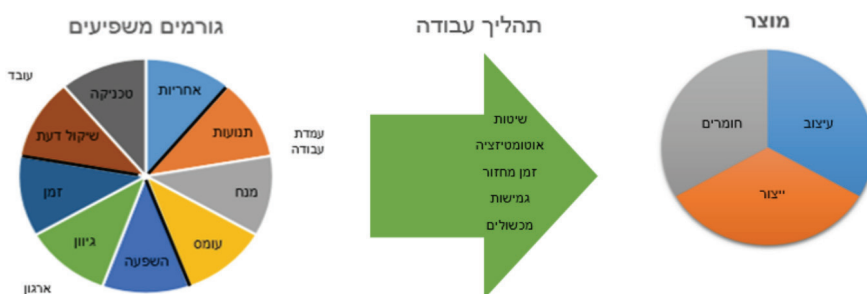 גורמים משפיעים
תהליך עבודה
מוצר
עובד
טכניקה
אחריות
שיקול דעת
תנועות
עמדת
עבודה
זמן
מנח
גיוון
עומס
השפעה
ארגון
שיטות
אוטומטיזציה
זמן מחזור
גמישות
מכשולים
חומרים
עיצוב
ייצור